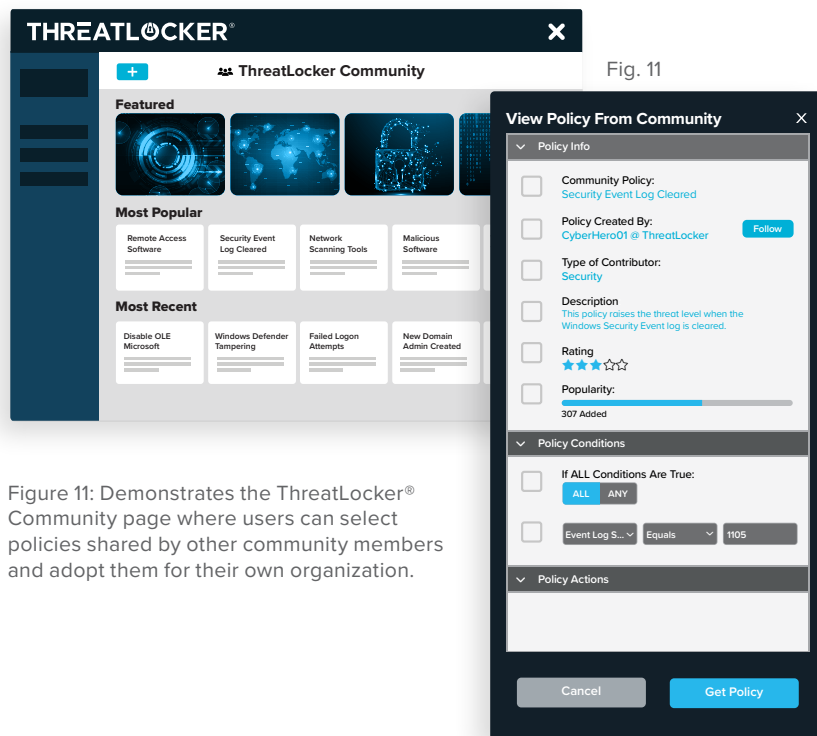 THREATLOCKER®
ThreatLocker Community
Featured
Most Popular
Remote Access
Software
Security Event
Log Cleared
Network
Scanning Tools
Malicious
Software
Most Recent
Disable OLE
Microsoft
Windows Defender
Tampering
Failed Logon
Attempts
New Domain
Admin Created
Fig. 11
View Policy From Community
Policy Info
Community Policy:
Security Event Log Cleared
Policy Created By:
CyberHero01 @ ThreatLocker
Follow
Type of Contributor:
Security
Description
This policy raises the threat level when the
Windows Security Event log is cleared.
Rating
Popularity:
307 Added
Policy Conditions
If ALL Conditions Are True:
ALL ANY
Event Log S... Equals 1105
Policy Actions
Cancel Get Policy
Figure 11: Demonstrates the ThreatLocker®
Community page where users can select
policies shared by other community members
and adopt them for their own organization.